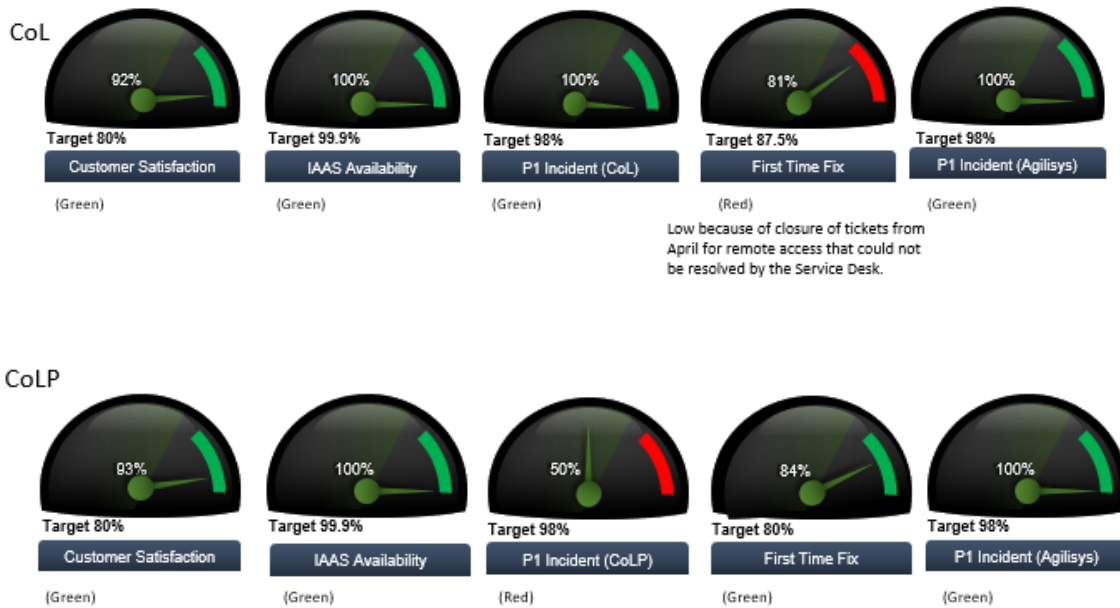 CoL
92%
100%
100%
81%
100%
Target 80%
Target 99.9%
Target 98%
Target 87.5%
Target 98%
Customer Satisfaction
IAAS Availability
P1 Incident (CoL)
First Time Fix
P1 Incident (Agilisys)
(Green)
(Green)
(Green)
(Red)
(Green)
Low because of closure of tickets from
April for remote access that could not
be resolved by the Service Desk.
CoLP
93%
100%
50%
84%
100%
Target 80%
Target 99.9%
Target 98%
Target 80%
Target 98%
Customer Satisfaction
IAAS Availability
P1 Incident (CoLP)
First Time Fix
P1 Incident (Agilisys)
(Green)
(Green)
(Red)
(Green)
(Green)